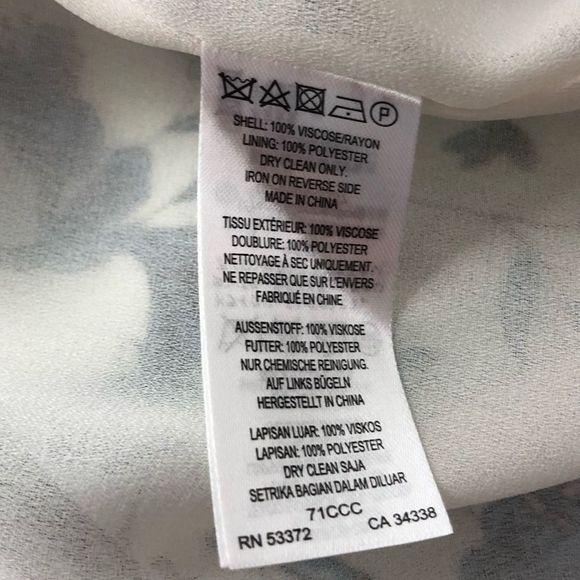 P
SHELL: 100% VISCOSE/RAYON
LINING: 100% POLYESTER
DRY CLEAN ONLY.
IRON ON REVERSE SIDE
MADE IN CHINA
TISSU EXTÉRIEUR: 100% VISCOSE
DOUBLURE: 100% POLYESTER
NETTOYAGE À SEC UNIQUEMENT.
NE REPASSER QUE SUR L'ENVERS
FABRIQUÉ EN CHINE
AUSSENSTOFF: 100% VISKOSE
FUTTER: 100% POLYESTER
NUR CHEMISCHE REINIGUNG.
AUF LINKS BÜGELN
HERGESTELLT IN CHINA
LAPISAN LUAR: 100% VISKOS
LAPISAN: 100% POLYESTER
DRY CLEAN SAJA
SETRIKA BAGIAN DALAM DILUAR
71CCC
RN 53372 CA 34338